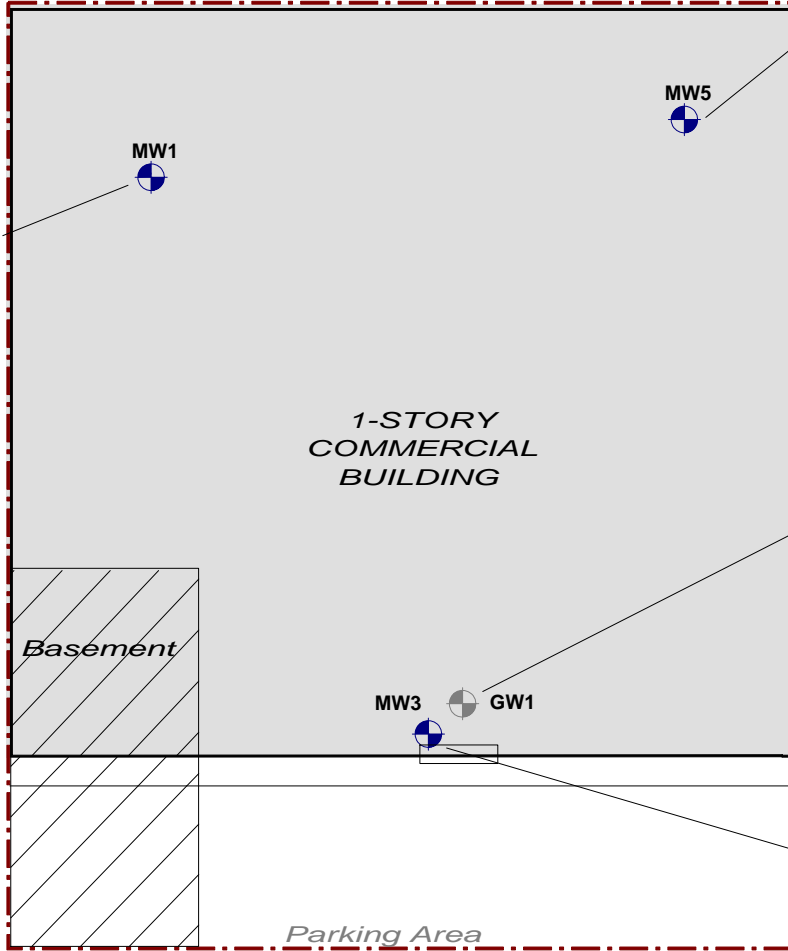 MW5
MW1
1-STORY
COMMERCIAL
BUILDING
Basement
MW3
GW1
Parking Area